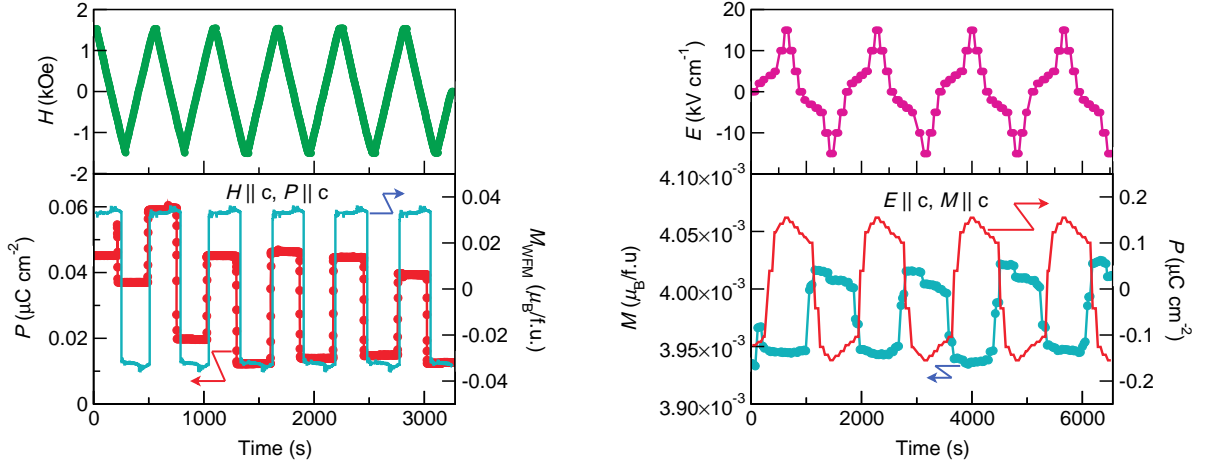 2
1
0
1
-2
H (kOe)
0.06
0.04
0.02
0
P (μC cm-2)
H || c, P || c
0.04
0.02
0
-0.02
-0.04
MWFM (μB/f.u.)
0 1000 2000 3000
Time (s)
20
10
0
-10
-20
E (kV cm-1)
4.10×10-3
4.05×10-3
4.00×10-3
3.95×10-3
3.90×10-3
M (μB/f.u)
E || c, M || c
0.2
0.1
0
-0.1
-0.2
P (μC cm-2)
0 2000 4000 6000
Time (s)